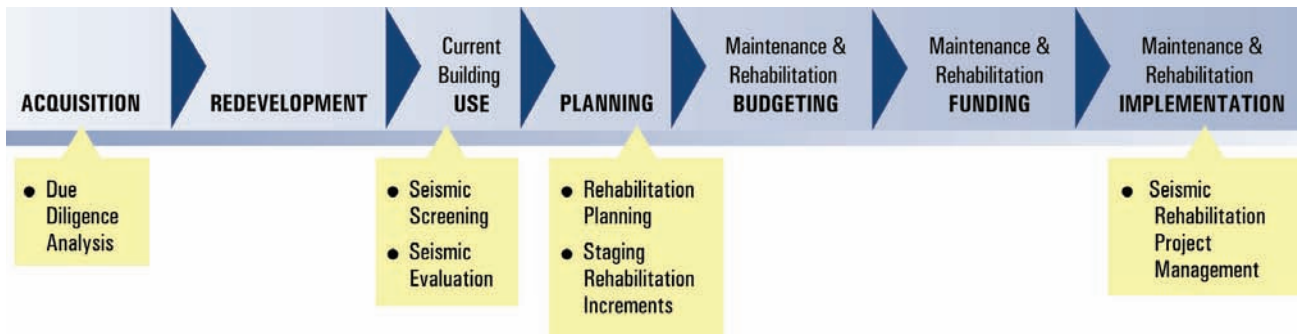 ACQUISITION
REDEVELOPMENT
Current
Building
USE
PLANNING
Maintenance &
Rehabilitation
BUDGETING
Maintenance &
Rehabilitation
FUNDING
Maintenance &
Rehabilitation
IMPLEMENTATION
● Due
Diligence
Analysis
● Seismic
Screening
● Seismic
Evaluation
● Rehabilitation
Planning
● Staging
Rehabilitation
Increments
● Seismic
Rehabilitation
Project
Management